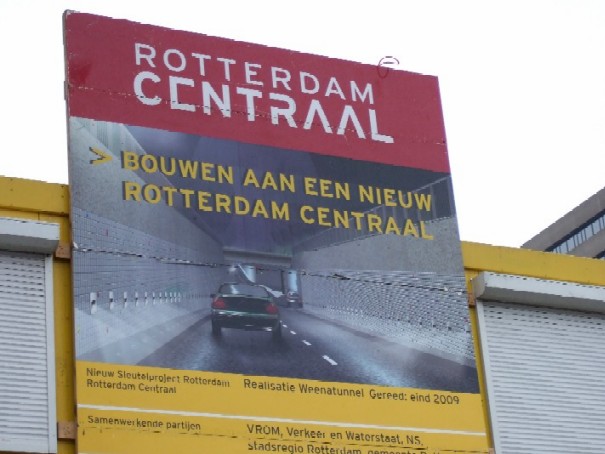 ROTTERDAM
CENTRAAL
> BOUWEN AAN EEN NIEUW
ROTTERDAM CENTRAAL
Nieuw Sleutelproject Rotterdam
Rotterdam Centraal
Realisatie Weenatunnel Gereed: eind 2009
Samenwerkende partijen
VROM, Verkeer en Waterstaat, NS,
stadsregio Rotterdam, gemeente